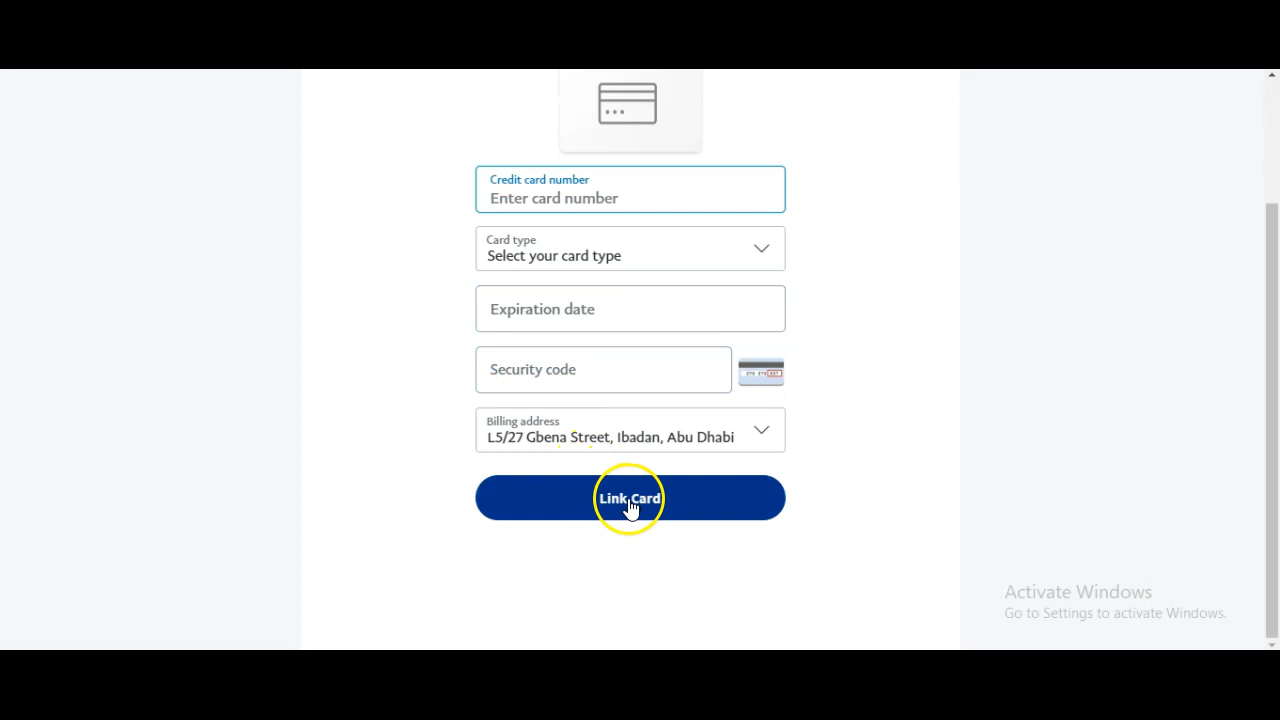 Credit card number
Enter card number
Card type
Select your card type
Expiration date
Security code
Billing address
L5/27 Gbena Street, Ibadan, Abu Dhabi
Link Card
Activate Windows
Go to Settings to activate Windows.